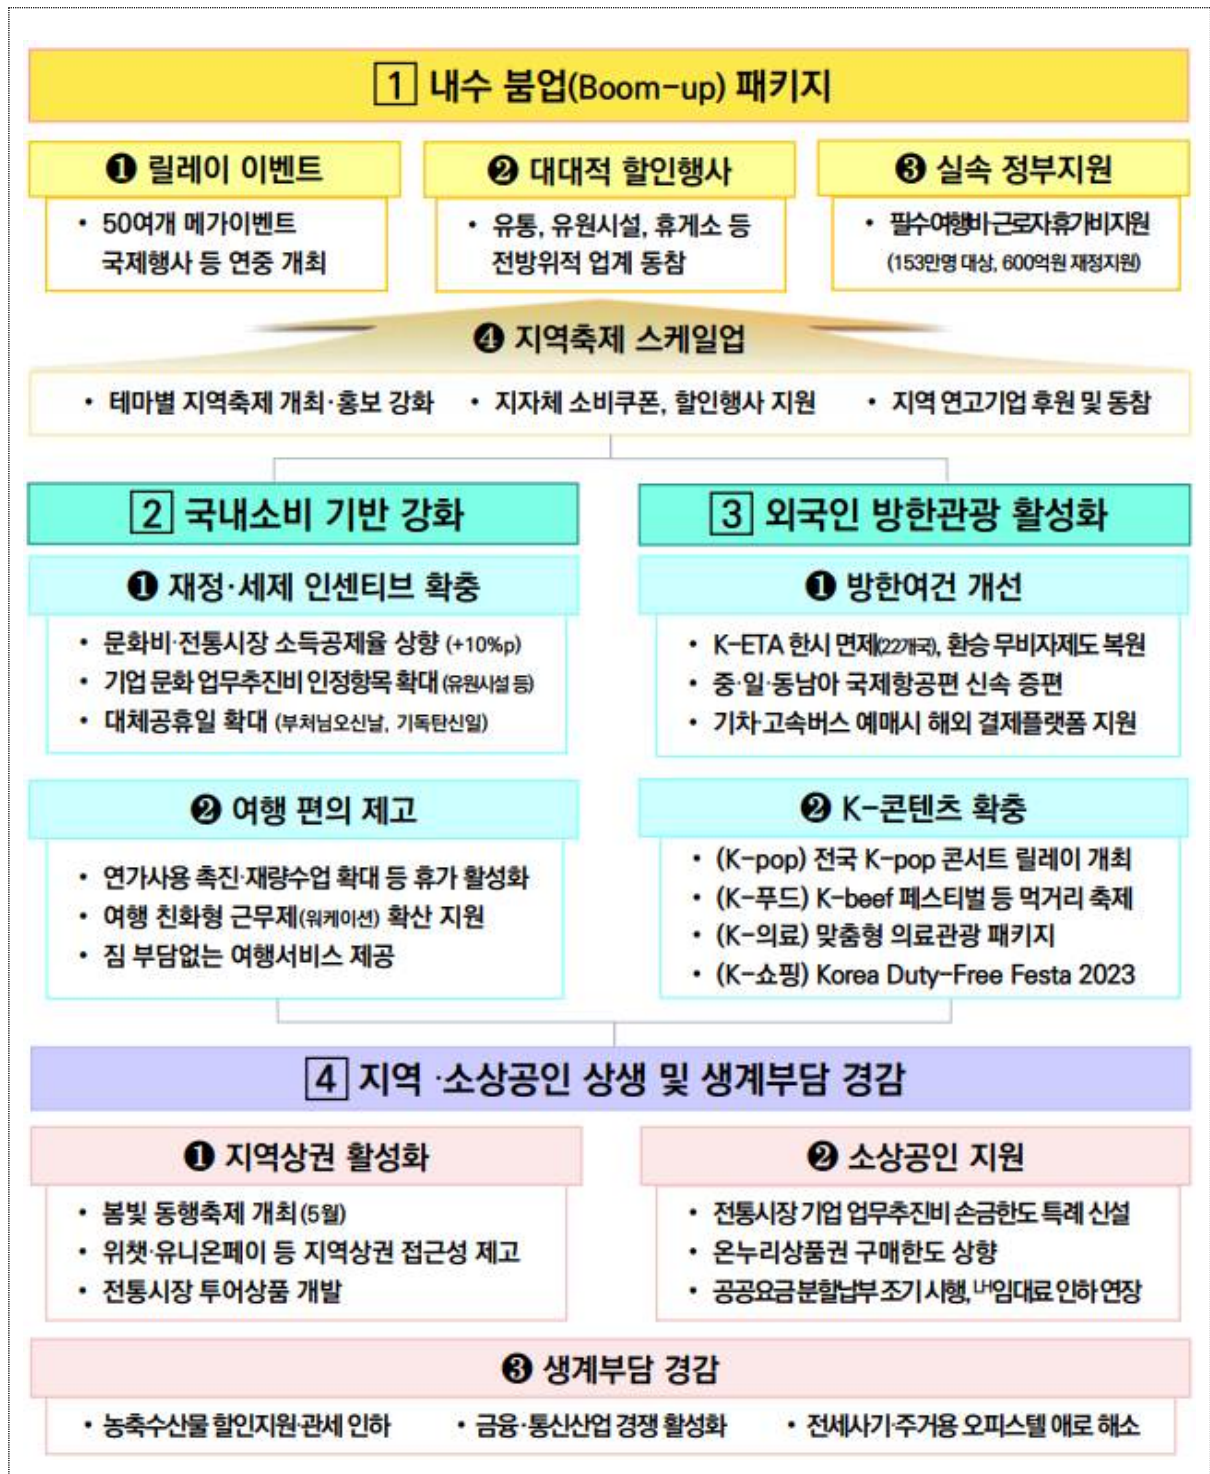 1 내수 붐업(Boom-up) 패키지
❶ 릴레이 이벤트
• 50여개 메가이벤트
국제행사 등 연중 개최
❷ 대대적 할인행사
• 유통, 유원시설, 휴게소 등
전방위적 업계 동참
❸ 실속 정부지원
• 필수여행비·근로자휴가비지원
(153만명 대상, 600억원 재정지원)
❹ 지역축제 스케일업
• 테마별 지역축제 개최·홍보 강화
• 지자체 소비쿠폰, 할인행사 지원
• 지역 연고기업 후원 및 동참
2 국내소비 기반 강화
❶ 재정·세제 인센티브 확충
• 문화비·전통시장 소득공제율 상향 (+10%p)
• 기업 문화 업무추진비 인정항목 확대 (유원시설 등)
• 대체공휴일 확대 (부처님오신날, 기독탄신일)
❷ 여행 편의 제고
• 연가사용 촉진·재량수업 확대 등 휴가 활성화
• 여행 친화형 근무제(워케이션) 확산 지원
• 짐 부담없는 여행서비스 제공
3 외국인 방한관광 활성화
❶ 방한여건 개선
• K-ETA 한시 면제(22개국), 환승 무비자제도 복원
• 중·일·동남아 국제항공편 신속 증편
• 기차·고속버스 예매시 해외 결제플랫폼 지원
❷ K-콘텐츠 확충
• (K-pop) 전국 K-pop 콘서트 릴레이 개최
• (K-푸드) K-beef 페스티벌 등 먹거리 축제
• (K-의료) 맞춤형 의료관광 패키지
• (K-쇼핑) Korea Duty-Free Festa 2023
4 지역·소상공인 상생 및 생계부담 경감
❶ 지역상권 활성화
• 봄빛 동행축제 개최 (5월)
• 위챗·유니온페이 등 지역상권 접근성 제고
• 전통시장 투어상품 개발
❷ 소상공인 지원
• 전통시장 기업 업무추진비 손금한도 특례 신설
• 온누리상품권 구매한도 상향
• 공공요금 분할납부 조기 시행, LH임대료 인하 연장
❸ 생계부담 경감
• 농축수산물 할인지원·관세 인하
• 금융·통신산업 경쟁 활성화
• 전세사기·주거용 오피스텔 애로 해소